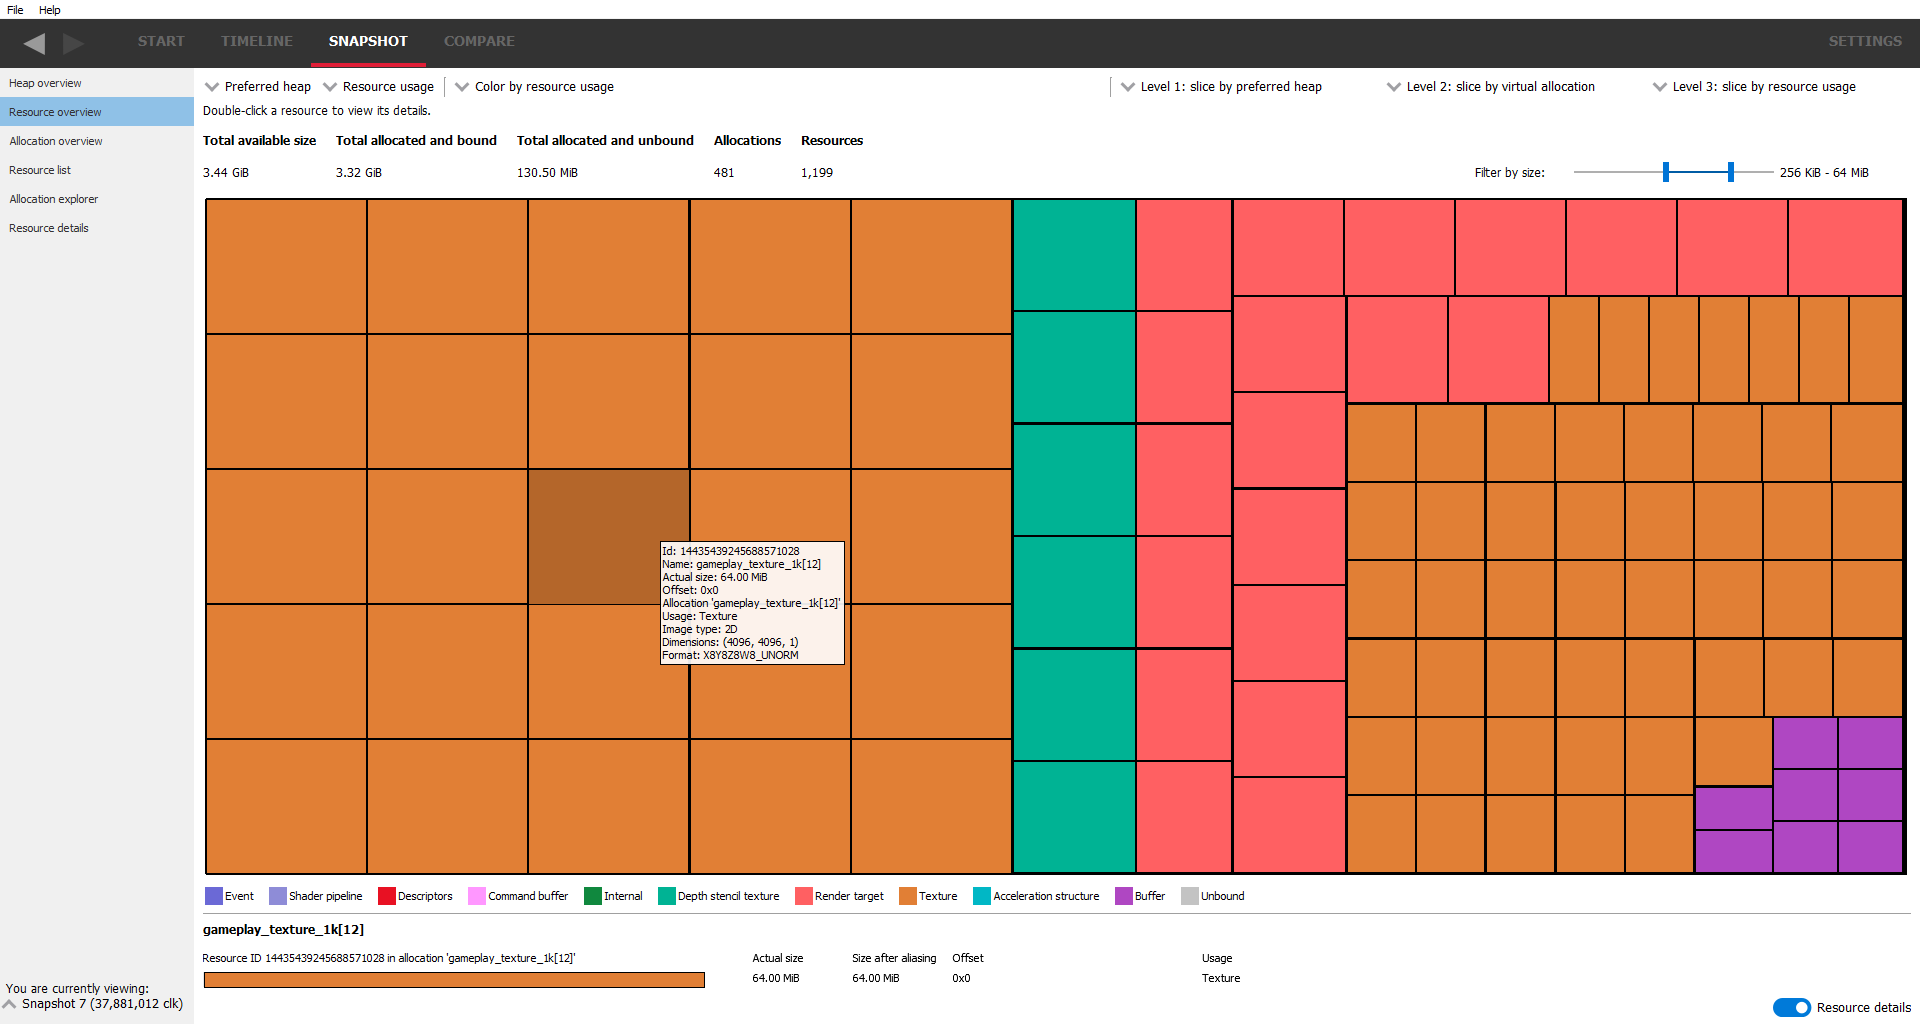 File Help
START TIMELINE SNAPSHOT COMPARE SETTINGS
Heap overview
Resource overview
Allocation overview
Resource list
Allocation explorer
Resource details
Preferred heap Resource usage Color by resource usage Level 1: slice by preferred heap Level 2: slice by virtual allocation Level 3: slice by resource usage
Double-click a resource to view its details.
Total available size Total allocated and bound Total allocated and unbound Allocations Resources
3.44 GiB 3.32 GiB 130.50 MiB 481 1,199 Filter by size: 256 KiB - 64 MiB
Id: 14435439245688571028
Name: gameplay_texture_1k[12]
Actual size: 64.00 MiB
Offset: 0x0
Allocation 'gameplay_texture_1k[12]'
Usage: Texture
Image type: 2D
Dimensions: (4096, 4096, 1)
Format: X8Y8Z8W8_UNORM
Event Shader pipeline Descriptors Command buffer Internal Depth stencil texture Render target Texture Acceleration structure Buffer Unbound
gameplay_texture_1k[12]
Resource ID 14435439245688571028 in allocation 'gameplay_texture_1k[12]' Actual size Size after aliasing Offset Usage
64.00 MiB 64.00 MiB 0x0 Texture
You are currently viewing:
Snapshot 7 (37,881,012 clk)
Resource details